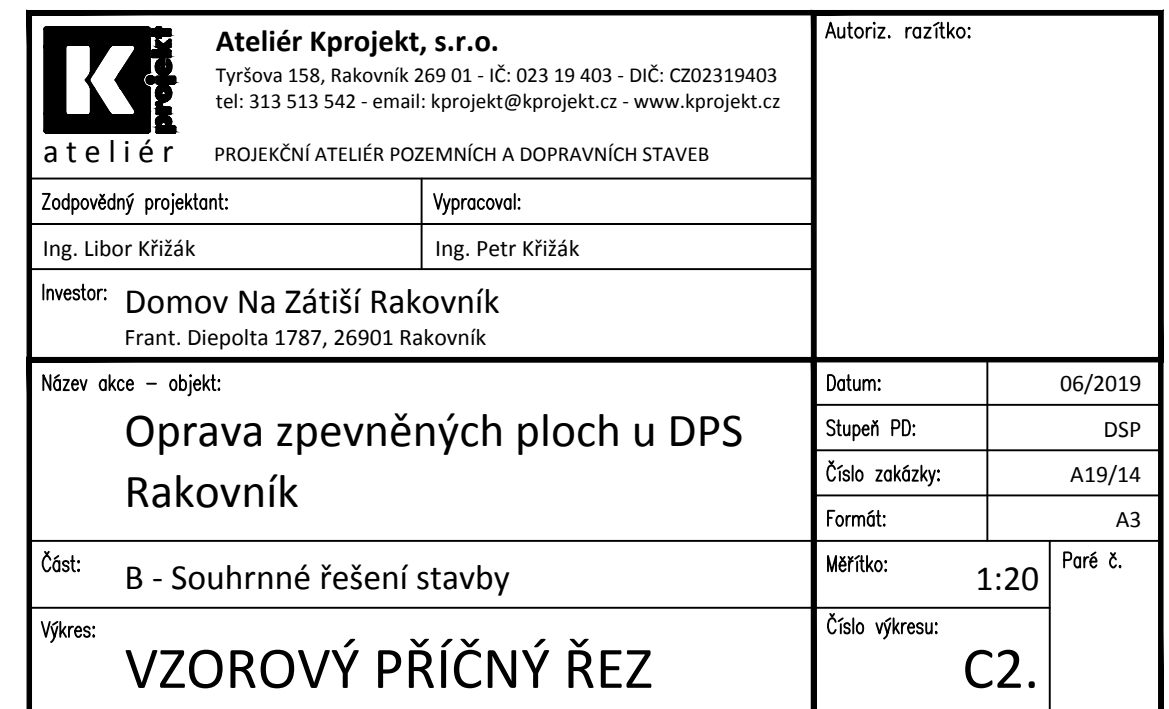 K projekt
ateliér
Ateliér Kprojekt, s.r.o.
Tyršova 158, Rakovník 269 01 - IČ: 023 19 403 - DIČ: CZ02319403
tel: 313 513 542 - email: kprojekt@kprojekt.cz - www.kprojekt.cz
PROJEKČNÍ ATELIÉR POZEMNÍCH A DOPRAVNÍCH STAVEB
Autoriz. razítko:
Zodpovědný projektant:
Vypracoval:
Ing. Libor Křižák
Ing. Petr Křižák
Investor:
Domov Na Zátiší Rakovník
Frant. Diepolta 1787, 26901 Rakovník
Název akce – objekt:
Oprava zpevněných ploch u DPS
Rakovník
Datum: 06/2019
Stupeň PD: DSP
Číslo zakázky: A19/14
Formát: A3
Část: B - Souhrnné řešení stavby
Měřítko: 1:20
Paré č.
Výkres: VZOROVÝ PŘÍČNÝ ŘEZ
Číslo výkresu: C2.